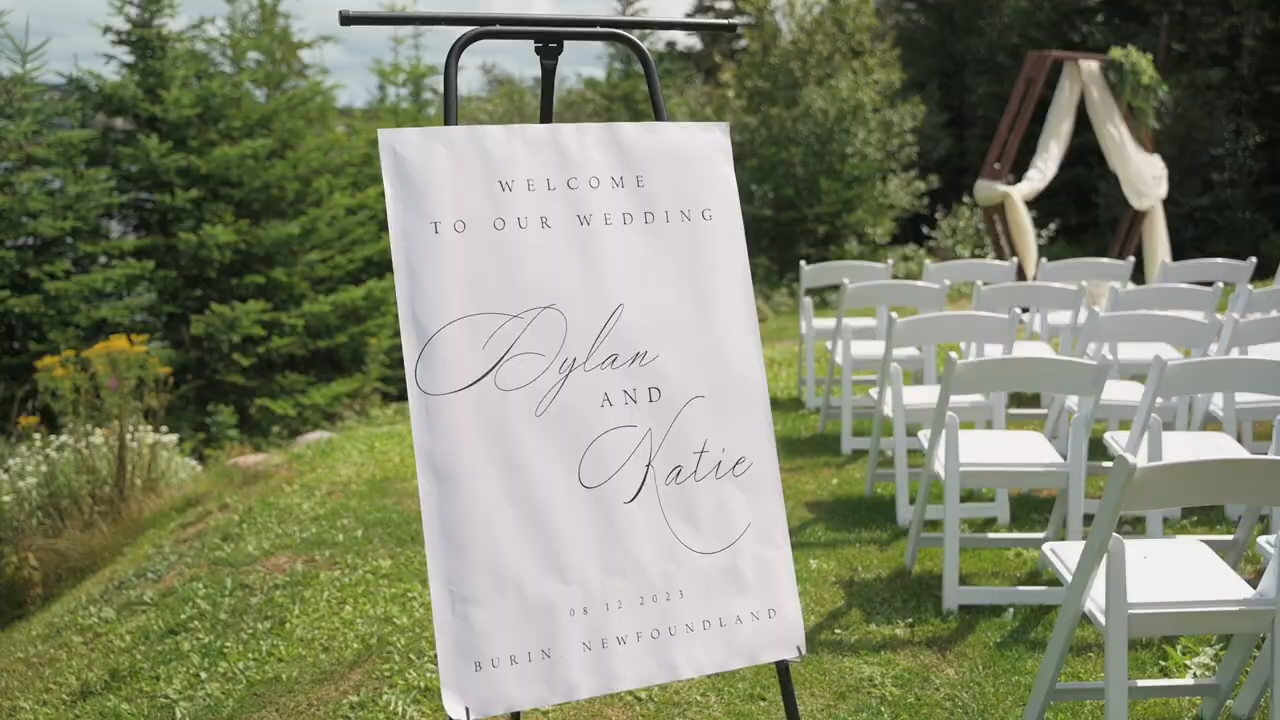 WELCOME
TO OUR WEDDING
Dylan
AND
Katie
08 12 2023
BURIN, NEWFOUNDLAND